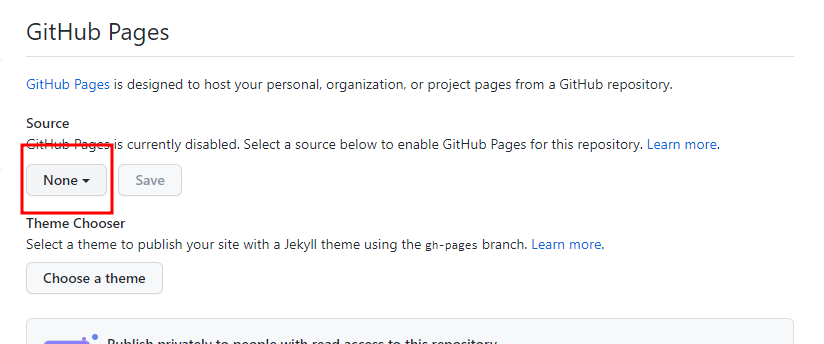 GitHub Pages
GitHub Pages is designed to host your personal, organization, or project pages from a GitHub repository.
Source
GitHub Pages is currently disabled. Select a source below to enable GitHub Pages for this repository. Learn more.
None Save
Theme Chooser
Select a theme to publish your site with a Jekyll theme using the gh-pages branch. Learn more.
Choose a theme
Publish privately to people with read access to this repository